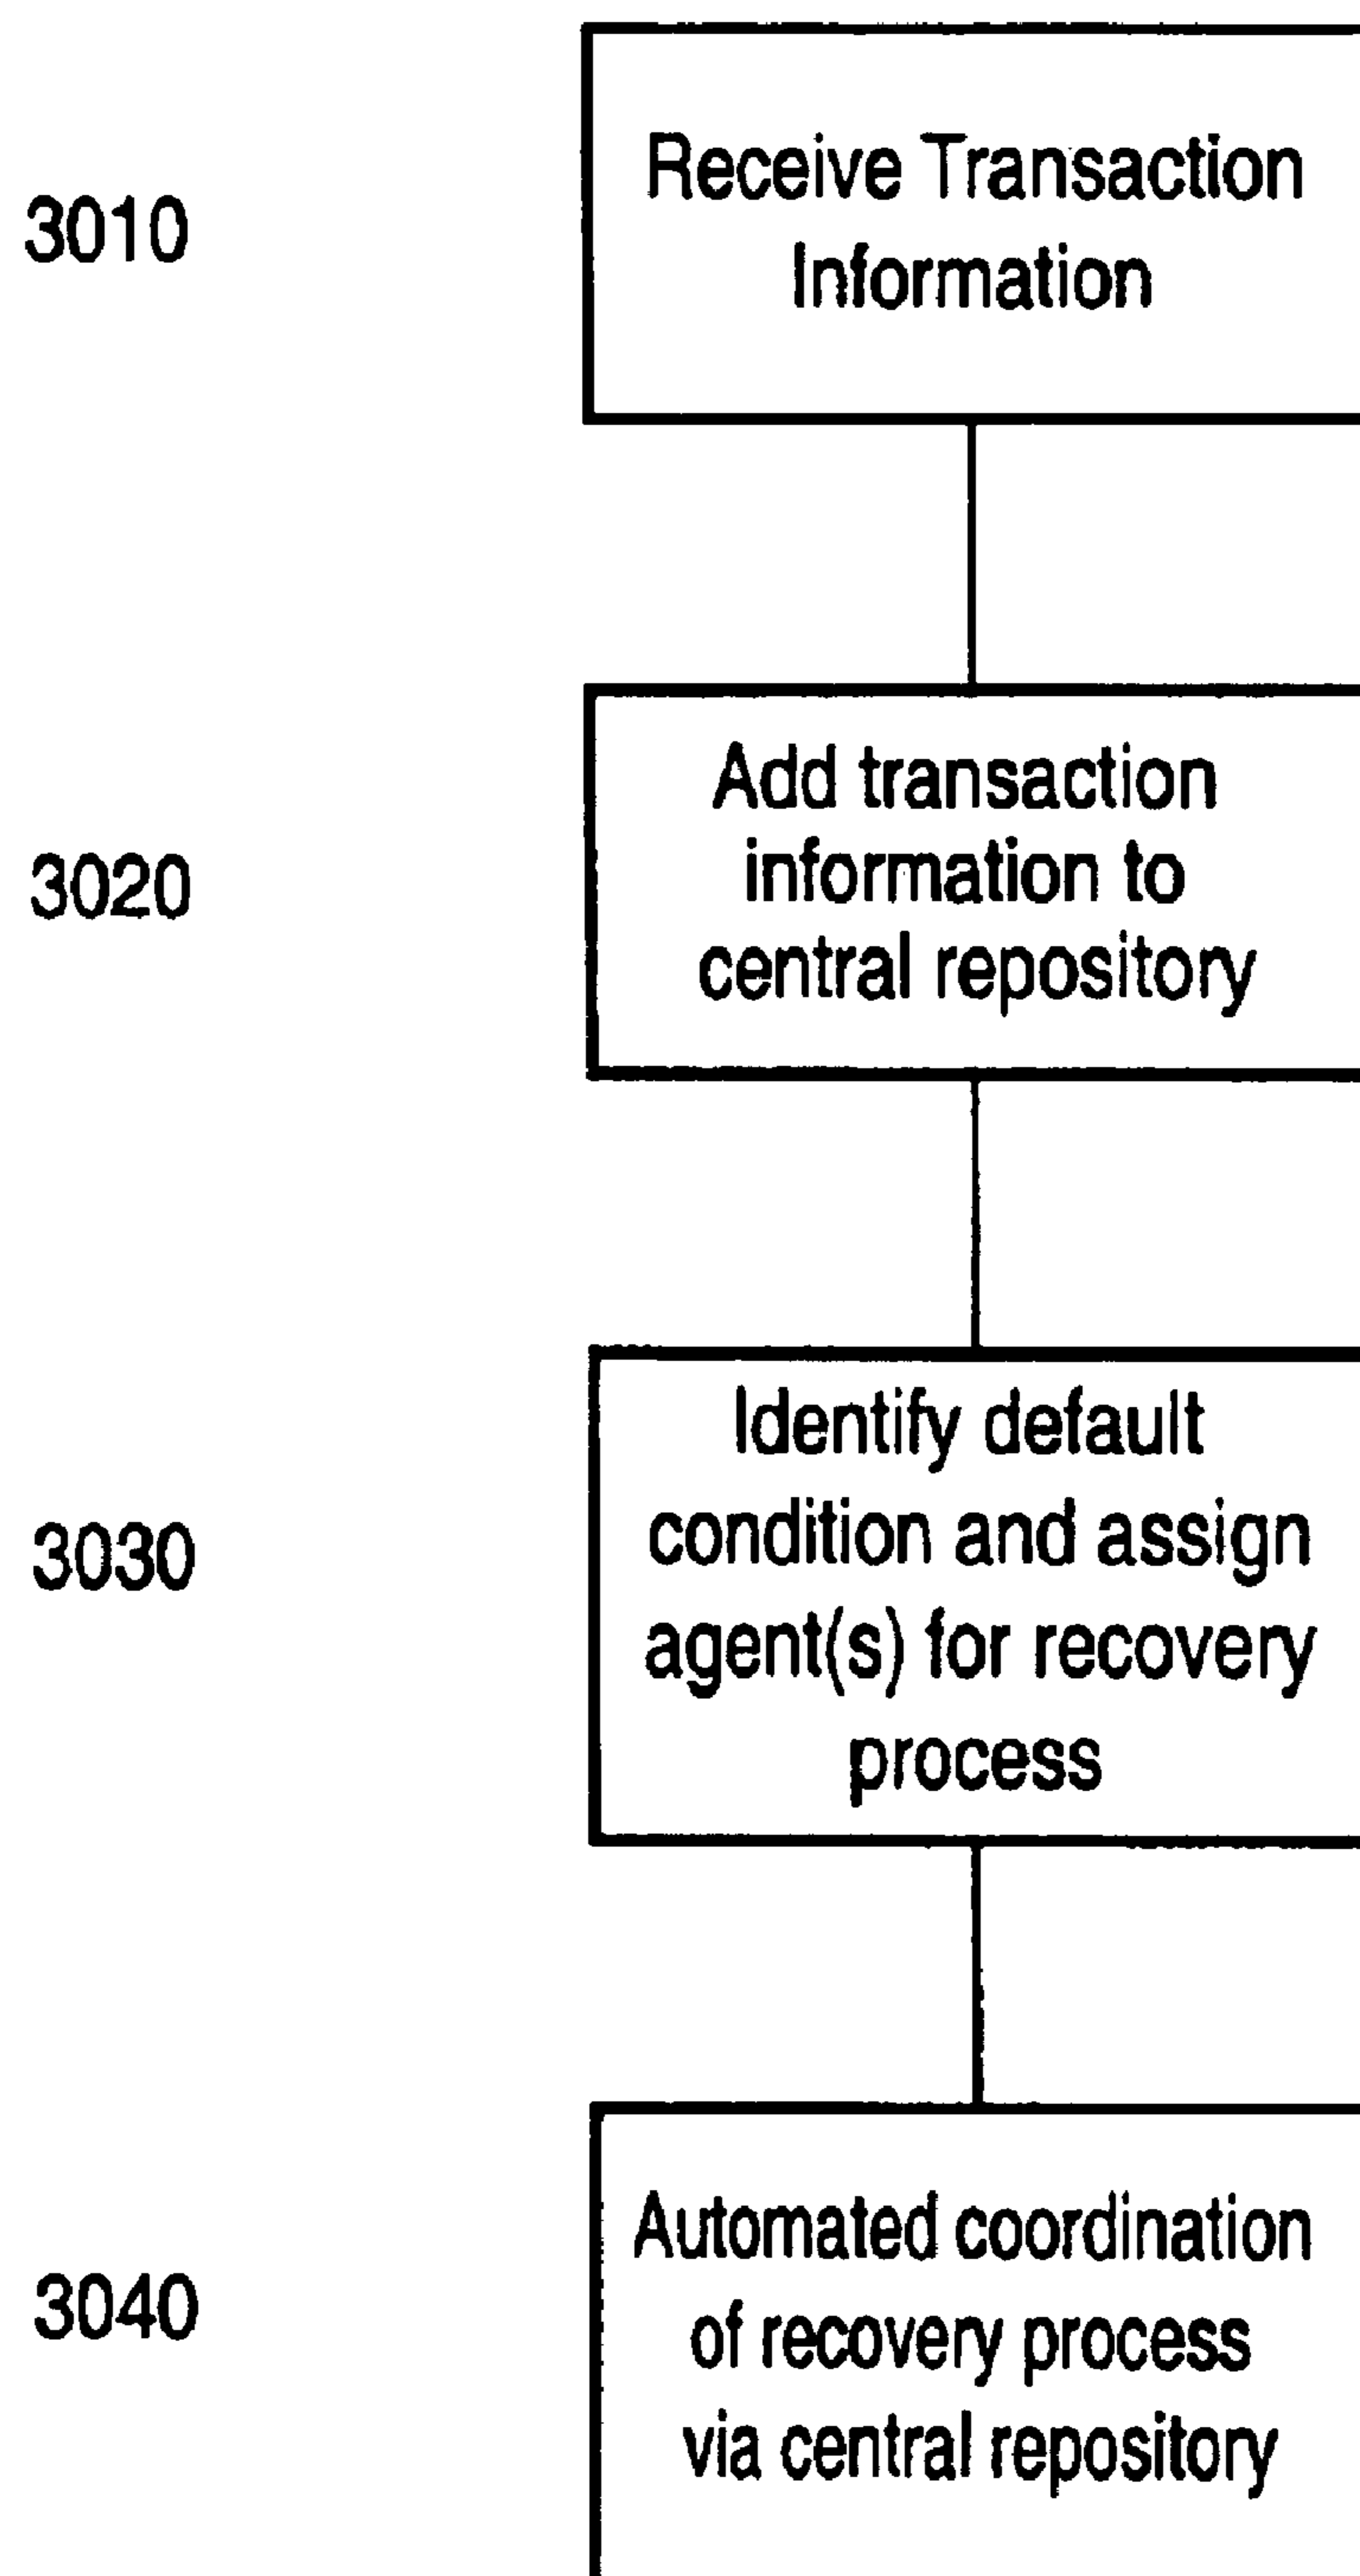 3010
Receive Transaction
Information
3020
Add transaction
information to
central repository
3030
Identify default
condition and assign
agent(s) for recovery
process
3040
Automated coordination
of recovery process
via central repository